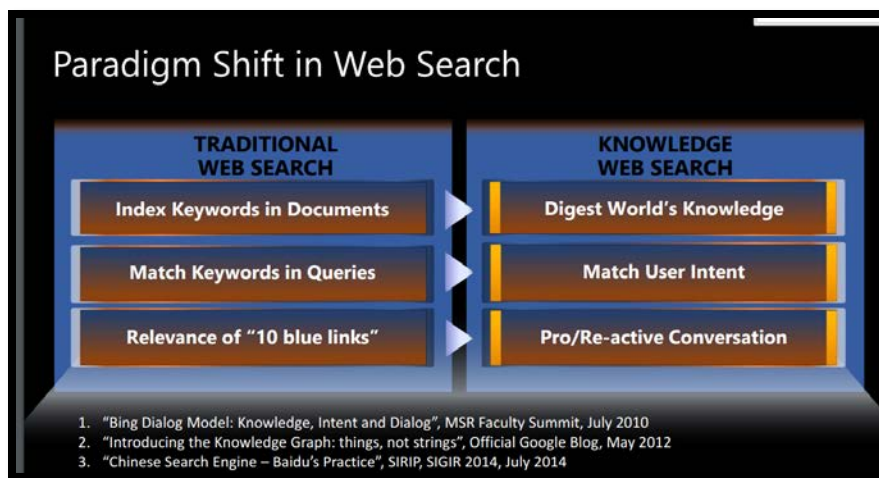 Paradigm Shift in Web Search
TRADITIONAL
WEB SEARCH
Index Keywords in Documents
Match Keywords in Queries
Relevance of “10 blue links”
KNOWLEDGE
WEB SEARCH
Digest World’s Knowledge
Match User Intent
Pro/Re-active Conversation
1. “Bing Dialog Model: Knowledge, Intent and Dialog”, MSR Faculty Summit, July 2010
2. “Introducing the Knowledge Graph: things, not strings”, Official Google Blog, May 2012
3. “Chinese Search Engine – Baidu’s Practice”, SIRIP, SIGIR 2014, July 2014